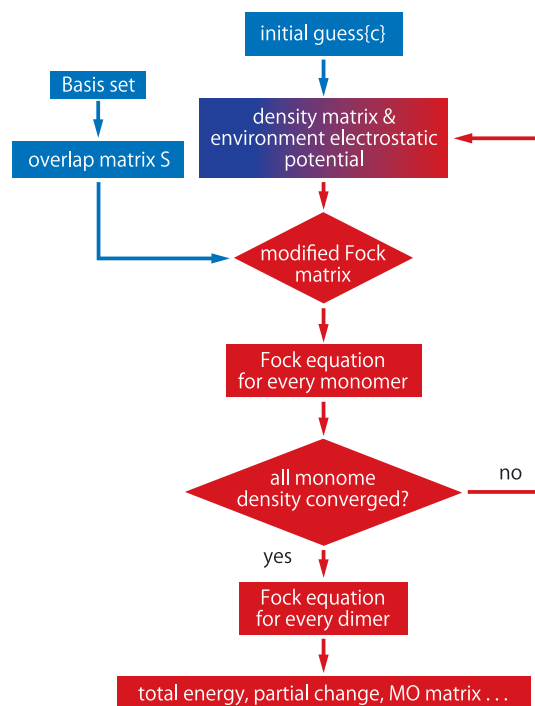 initial guess{c}
Basis set
density matrix &
environment electrostatic
potential
overlap matrix S
modified Fock
matrix
Fock equation
for every monomer
all monome
density converged?
no
yes
Fock equation
for every dimer
total energy, partial change, MO matrix . . .